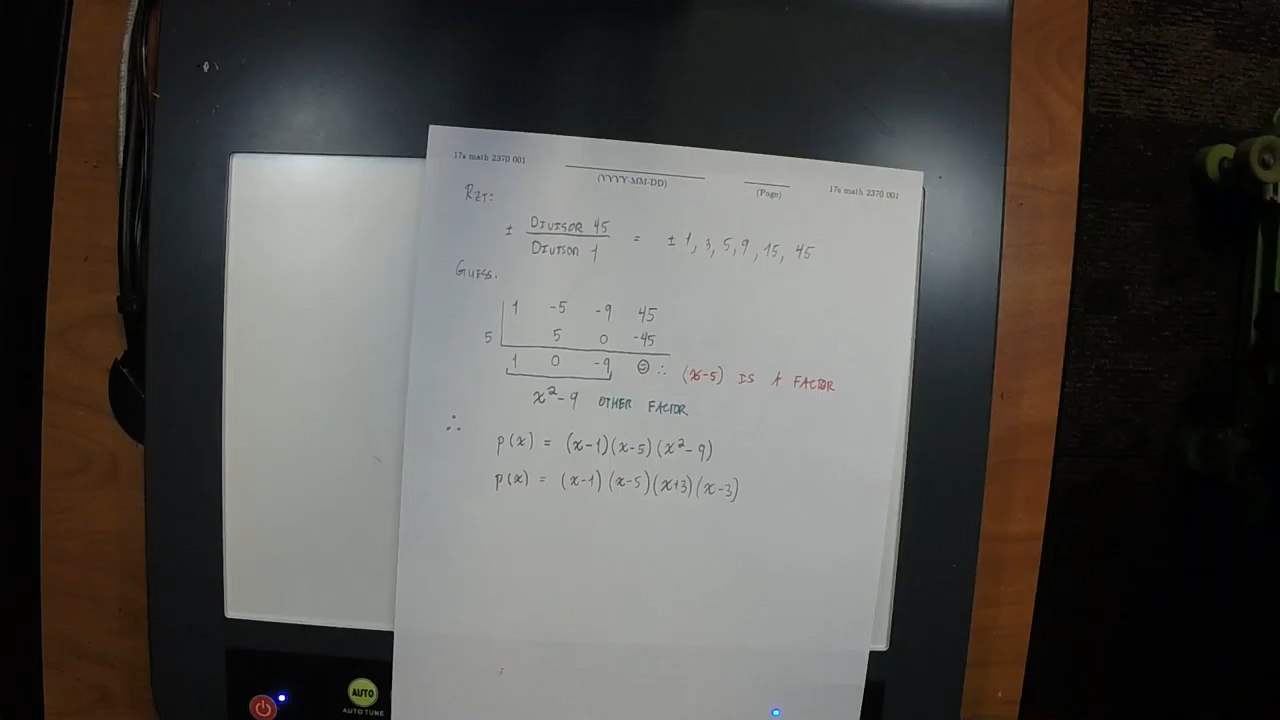 17a math 2370 001 (YYYY-MM-DD) (Page) 17a math 2370 001
RZT:
± DIVISOR 45 / DIVISOR 1 = ± 1, 3, 5, 9, 15, 45
GUESS.
1 -5 -9 45
5 5 0 -45
1 0 -9 0 ∴ (x-5) IS A FACTOR
x²-9 OTHER FACTOR
∴ p(x) = (x-1)(x-5)(x²-9)
p(x) = (x-1)(x-5)(x+3)(x-3)
AUTO
AUTO TUNE